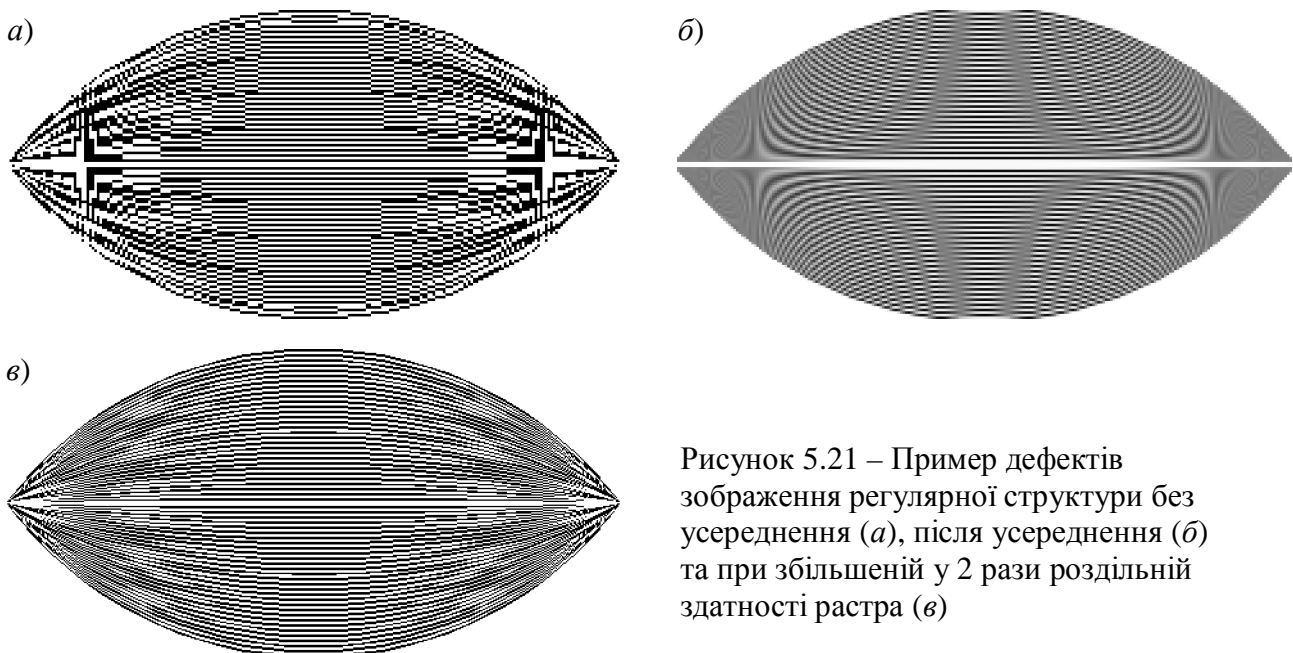 а)
б)
в)
Рисунок 5.21 – Пример дефектів
зображення регулярної структури без
усереднення (а), після усереднення (б)
та при збільшеній у 2 рази роздільній
здатності растра (в)